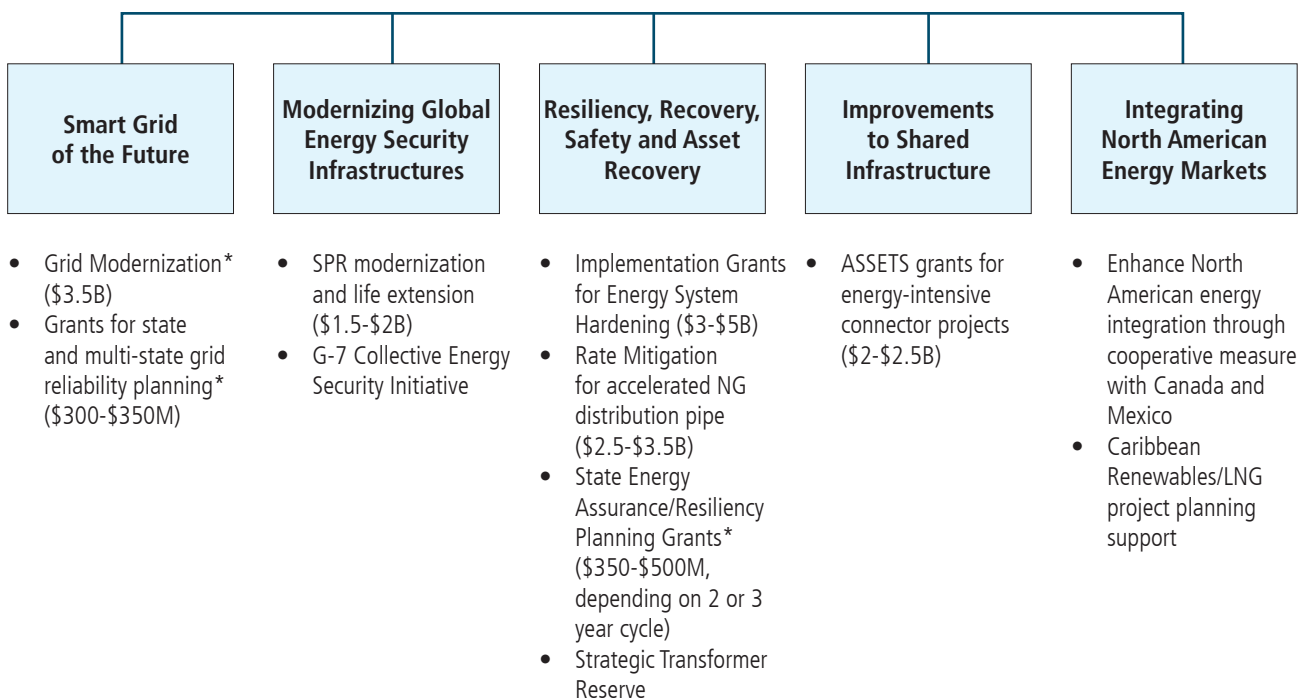 Smart Grid
of the Future
Modernizing Global
Energy Security
Infrastructures
Resiliency, Recovery,
Safety and Asset
Recovery
Improvements
to Shared
Infrastructure
Integrating
North American
Energy Markets
• Grid Modernization*
($3.5B)
• Grants for state
and multi-state grid
reliability planning*
($300-$350M)
• SPR modernization
and life extension
($1.5-$2B)
• G-7 Collective Energy
Security Initiative
• Implementation Grants
for Energy System
Hardening ($3-$5B)
• Rate Mitigation
for accelerated NG
distribution pipe
($2.5-$3.5B)
• State Energy
Assurance/Resiliency
Planning Grants*
($350-$500M,
depending on 2 or 3
year cycle)
• Strategic Transformer
Reserve
• ASSETS grants for
energy-intensive
connector projects
($2-$2.5B)
• Enhance North
American energy
integration through
cooperative measure
with Canada and
Mexico
• Caribbean
Renewables/LNG
project planning
support